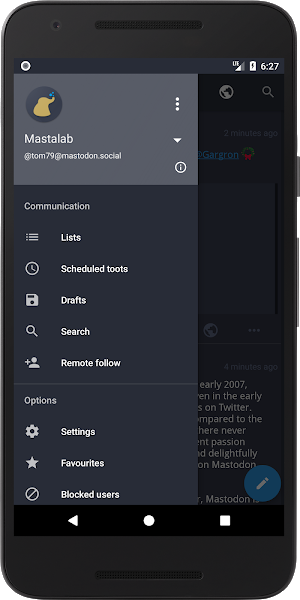 LTE 6:27
Mastalab
@tom79@mastodon.social
2 minutes ago
@Gargron
Communication
Lists
Scheduled toots
Drafts
Search
Remote follow
4 minutes ago
early 2007,
ven in the early
s on Twitter.
mpared to the
here never
ent passion
nd delightfully
on Mastodon
r, Mastodon is
Options
Settings
Favourites
Blocked users